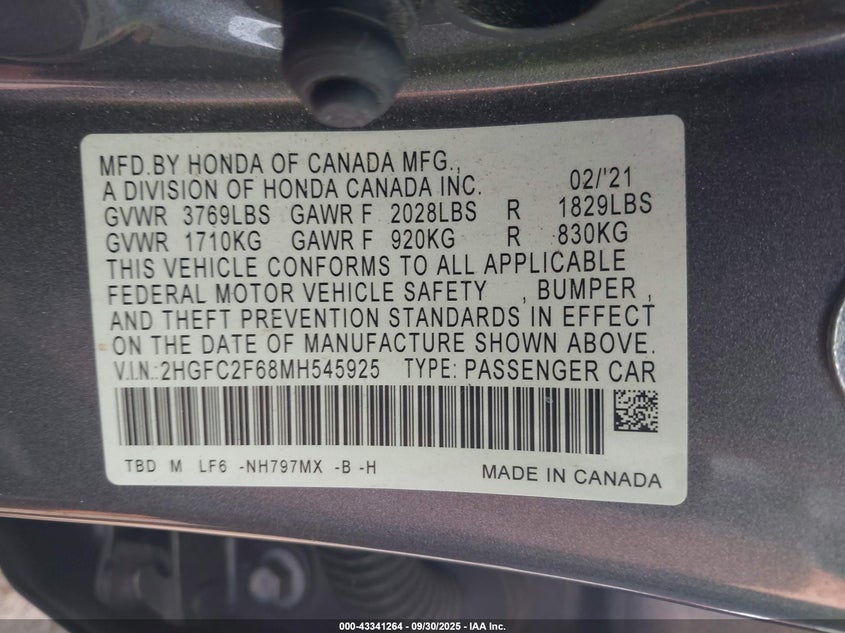 MFD.BY HONDA OF CANADA MFG.,
A DIVISION OF HONDA CANADA INC. 02/'21
GVWR 3769LBS GAWR F 2028LBS R 1829LBS
GVWR 1710KG GAWR F 920KG R 830KG
THIS VEHICLE CONFORMS TO ALL APPLICABLE
FEDERAL MOTOR VEHICLE SAFETY , BUMPER ,
AND THEFT PREVENTION STANDARDS IN EFFECT
ON THE DATE OF MANUFACTURE SHOWN ABOVE.
V.I.N.:2HGFC2F68MH545925 TYPE: PASSENGER CAR
TBD M LF6 -NH797MX -B -H
MADE IN CANADA
000-43341264 - 09/30/2025 - IAA Inc.